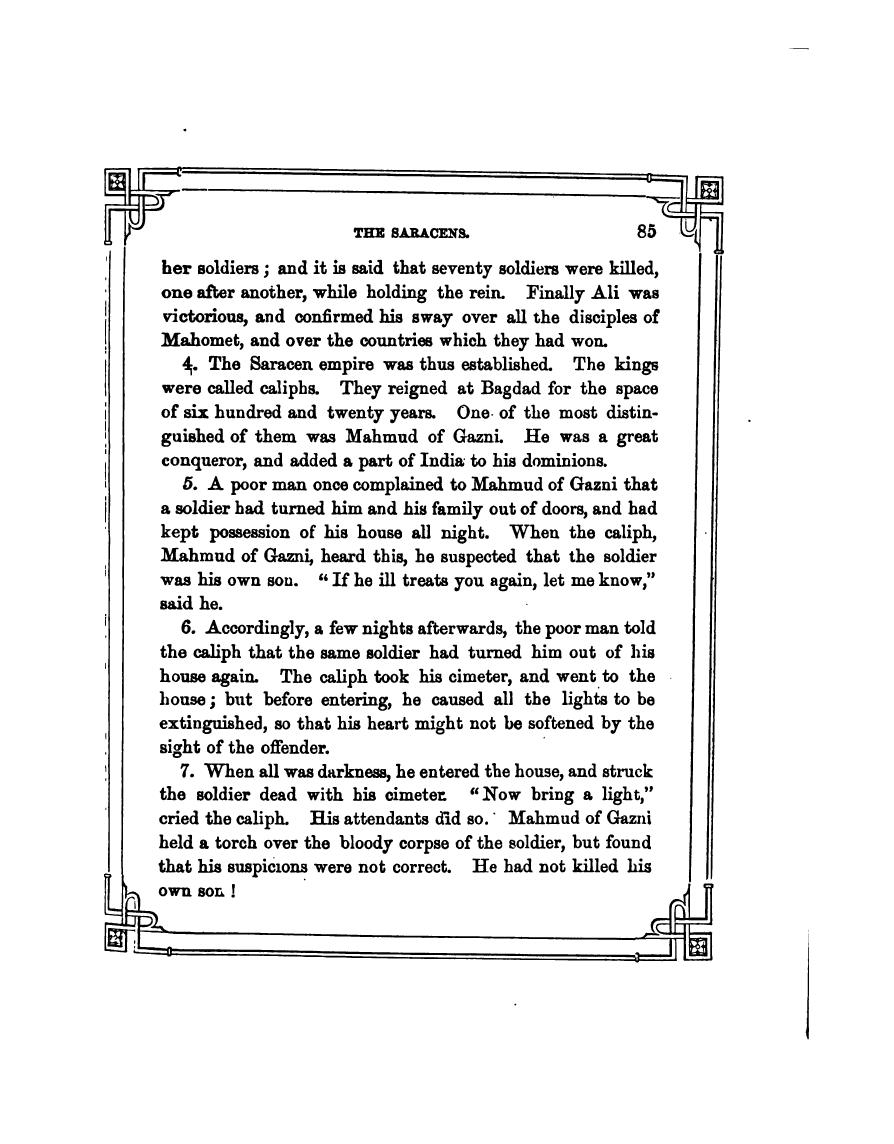 THE SARACENS. 85
her soldiers; and it is said that seventy soldiers were killed,
one after another, while holding the rein. Finally Ali was
victorious, and confirmed his sway over all the disciples of
Mahomet, and over the countries which they had won.
4. The Saracen empire was thus established. The kings
were called caliphs. They reigned at Bagdad for the space
of six hundred and twenty years. One of the most distin-
guished of them was Mahmud of Gazni. He was a great
conqueror, and added a part of India to his dominions.
5. A poor man once complained to Mahmud of Gazni that
a soldier had turned him and his family out of doors, and had
kept possession of his house all night. When the caliph,
Mahmud of Gazni, heard this, he suspected that the soldier
was his own son. "If he ill treats you again, let me know,"
said he.
6. Accordingly, a few nights afterwards, the poor man told
the caliph that the same soldier had turned him out of his
house again. The caliph took his cimeter, and went to the
house; but before entering, he caused all the lights to be
extinguished, so that his heart might not be softened by the
sight of the offender.
7. When all was darkness, he entered the house, and struck
the soldier dead with his cimeter. "Now bring a light,"
cried the caliph. His attendants did so. Mahmud of Gazni
held a torch over the bloody corpse of the soldier, but found
that his suspicions were not correct. He had not killed his
own son!